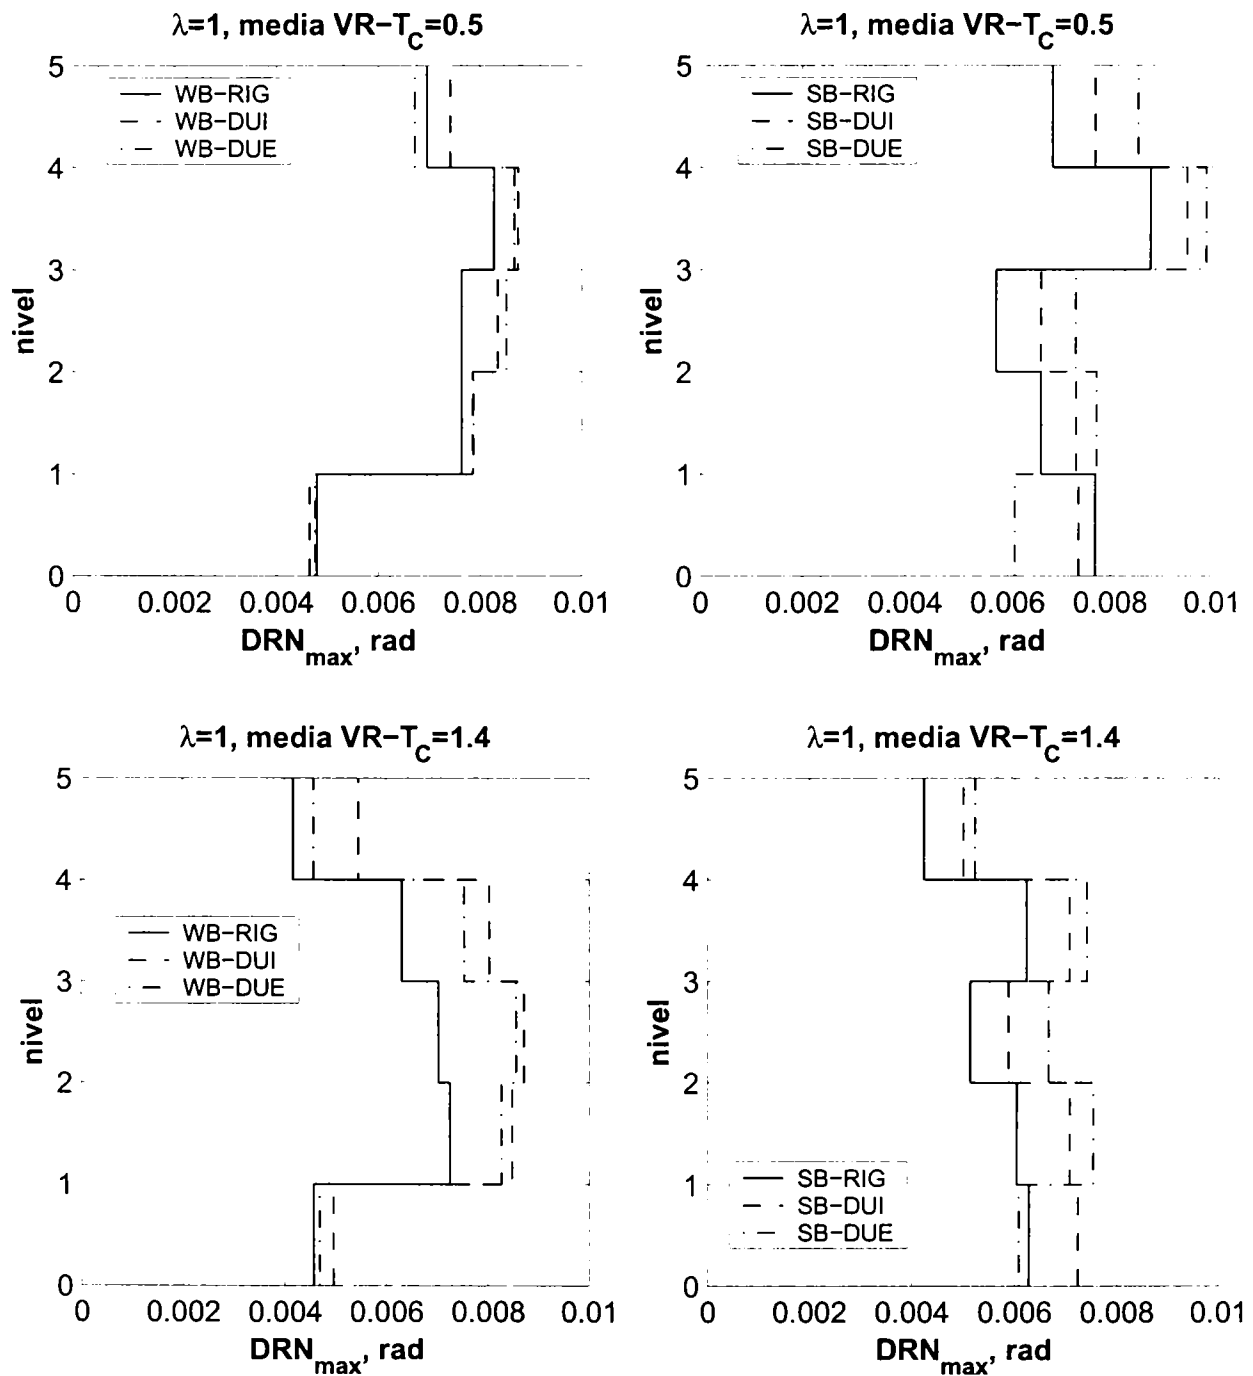 λ=1, media VR−T_C=0.5
5
4
3
2
1
0
nivel
WB−RIG
WB−DUI
WB−DUE
0 0.002 0.004 0.006 0.008 0.01
DRN_max, rad
λ=1, media VR−T_C=0.5
5
4
3
2
1
0
nivel
SB−RIG
SB−DUI
SB−DUE
0 0.002 0.004 0.006 0.008 0.01
DRN_max, rad
λ=1, media VR−T_C=1.4
5
4
3
2
1
0
nivel
WB−RIG
WB−DUI
WB−DUE
0 0.002 0.004 0.006 0.008 0.01
DRN_max, rad
λ=1, media VR−T_C=1.4
5
4
3
2
1
0
nivel
SB−RIG
SB−DUI
SB−DUE
0 0.002 0.004 0.006 0.008 0.01
DRN_max, rad